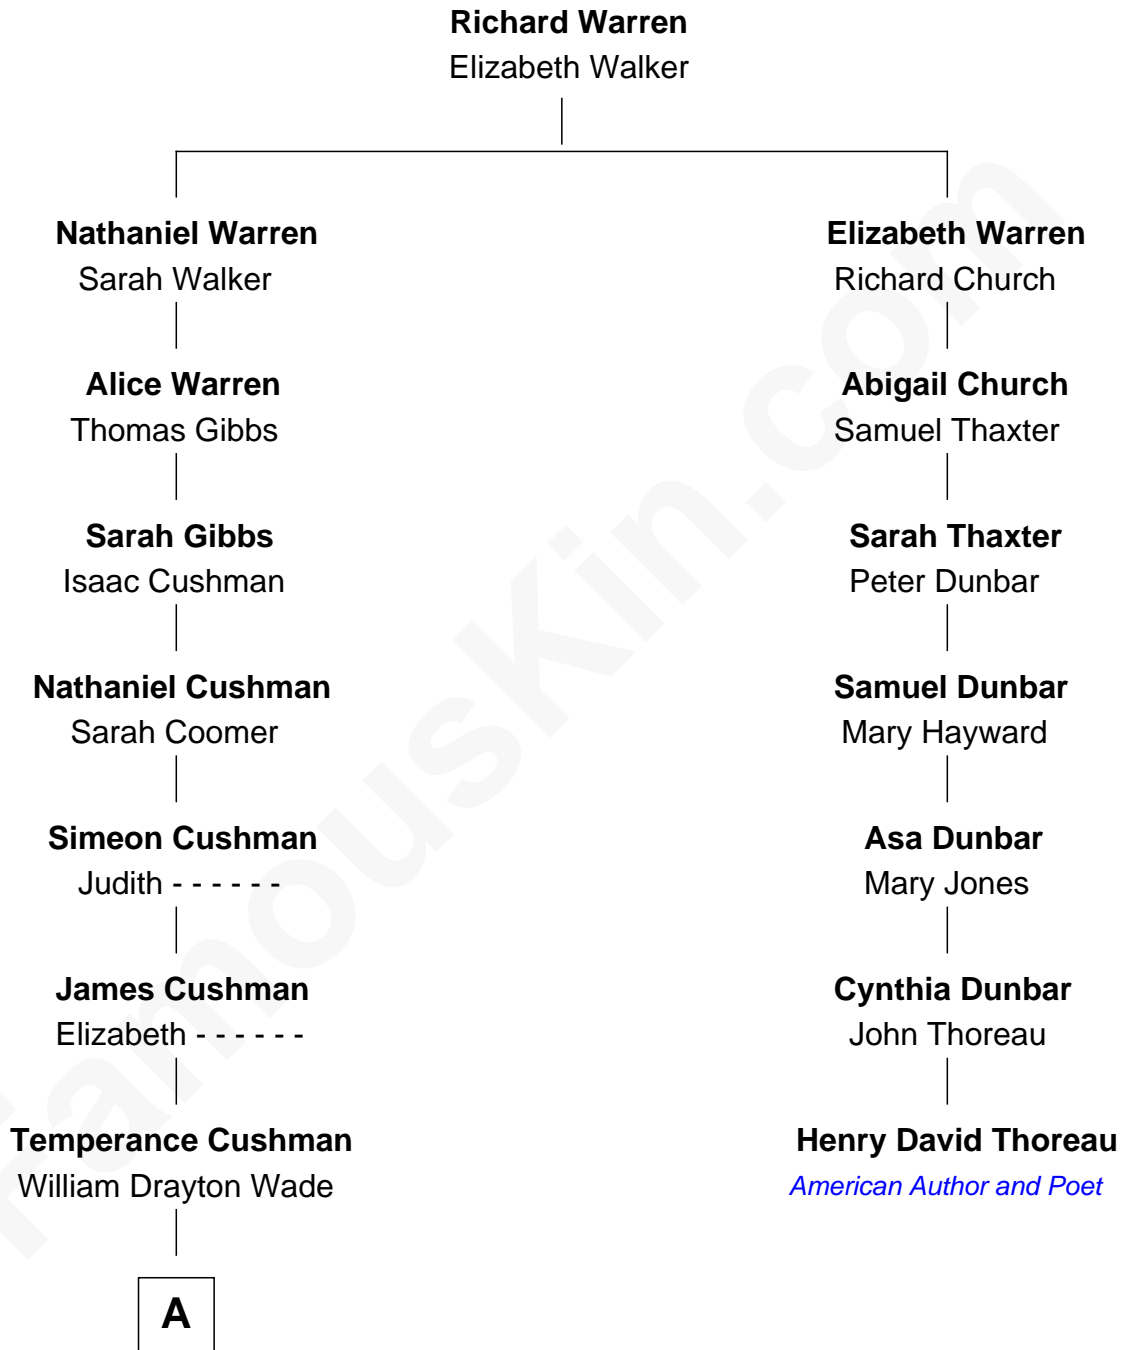 Richard Warren
Elizabeth Walker
Nathaniel Warren
Sarah Walker
Elizabeth Warren
Richard Church
Alice Warren
Thomas Gibbs
Abigail Church
Samuel Thaxter
Sarah Gibbs
Isaac Cushman
Sarah Thaxter
Peter Dunbar
Nathaniel Cushman
Sarah Coomer
Samuel Dunbar
Mary Hayward
Simeon Cushman
Judith - - - - - -
Asa Dunbar
Mary Jones
James Cushman
Elizabeth - - - - - -
Cynthia Dunbar
John Thoreau
Temperance Cushman
William Drayton Wade
Henry David Thoreau
American Author and Poet
A
FamousKin.com